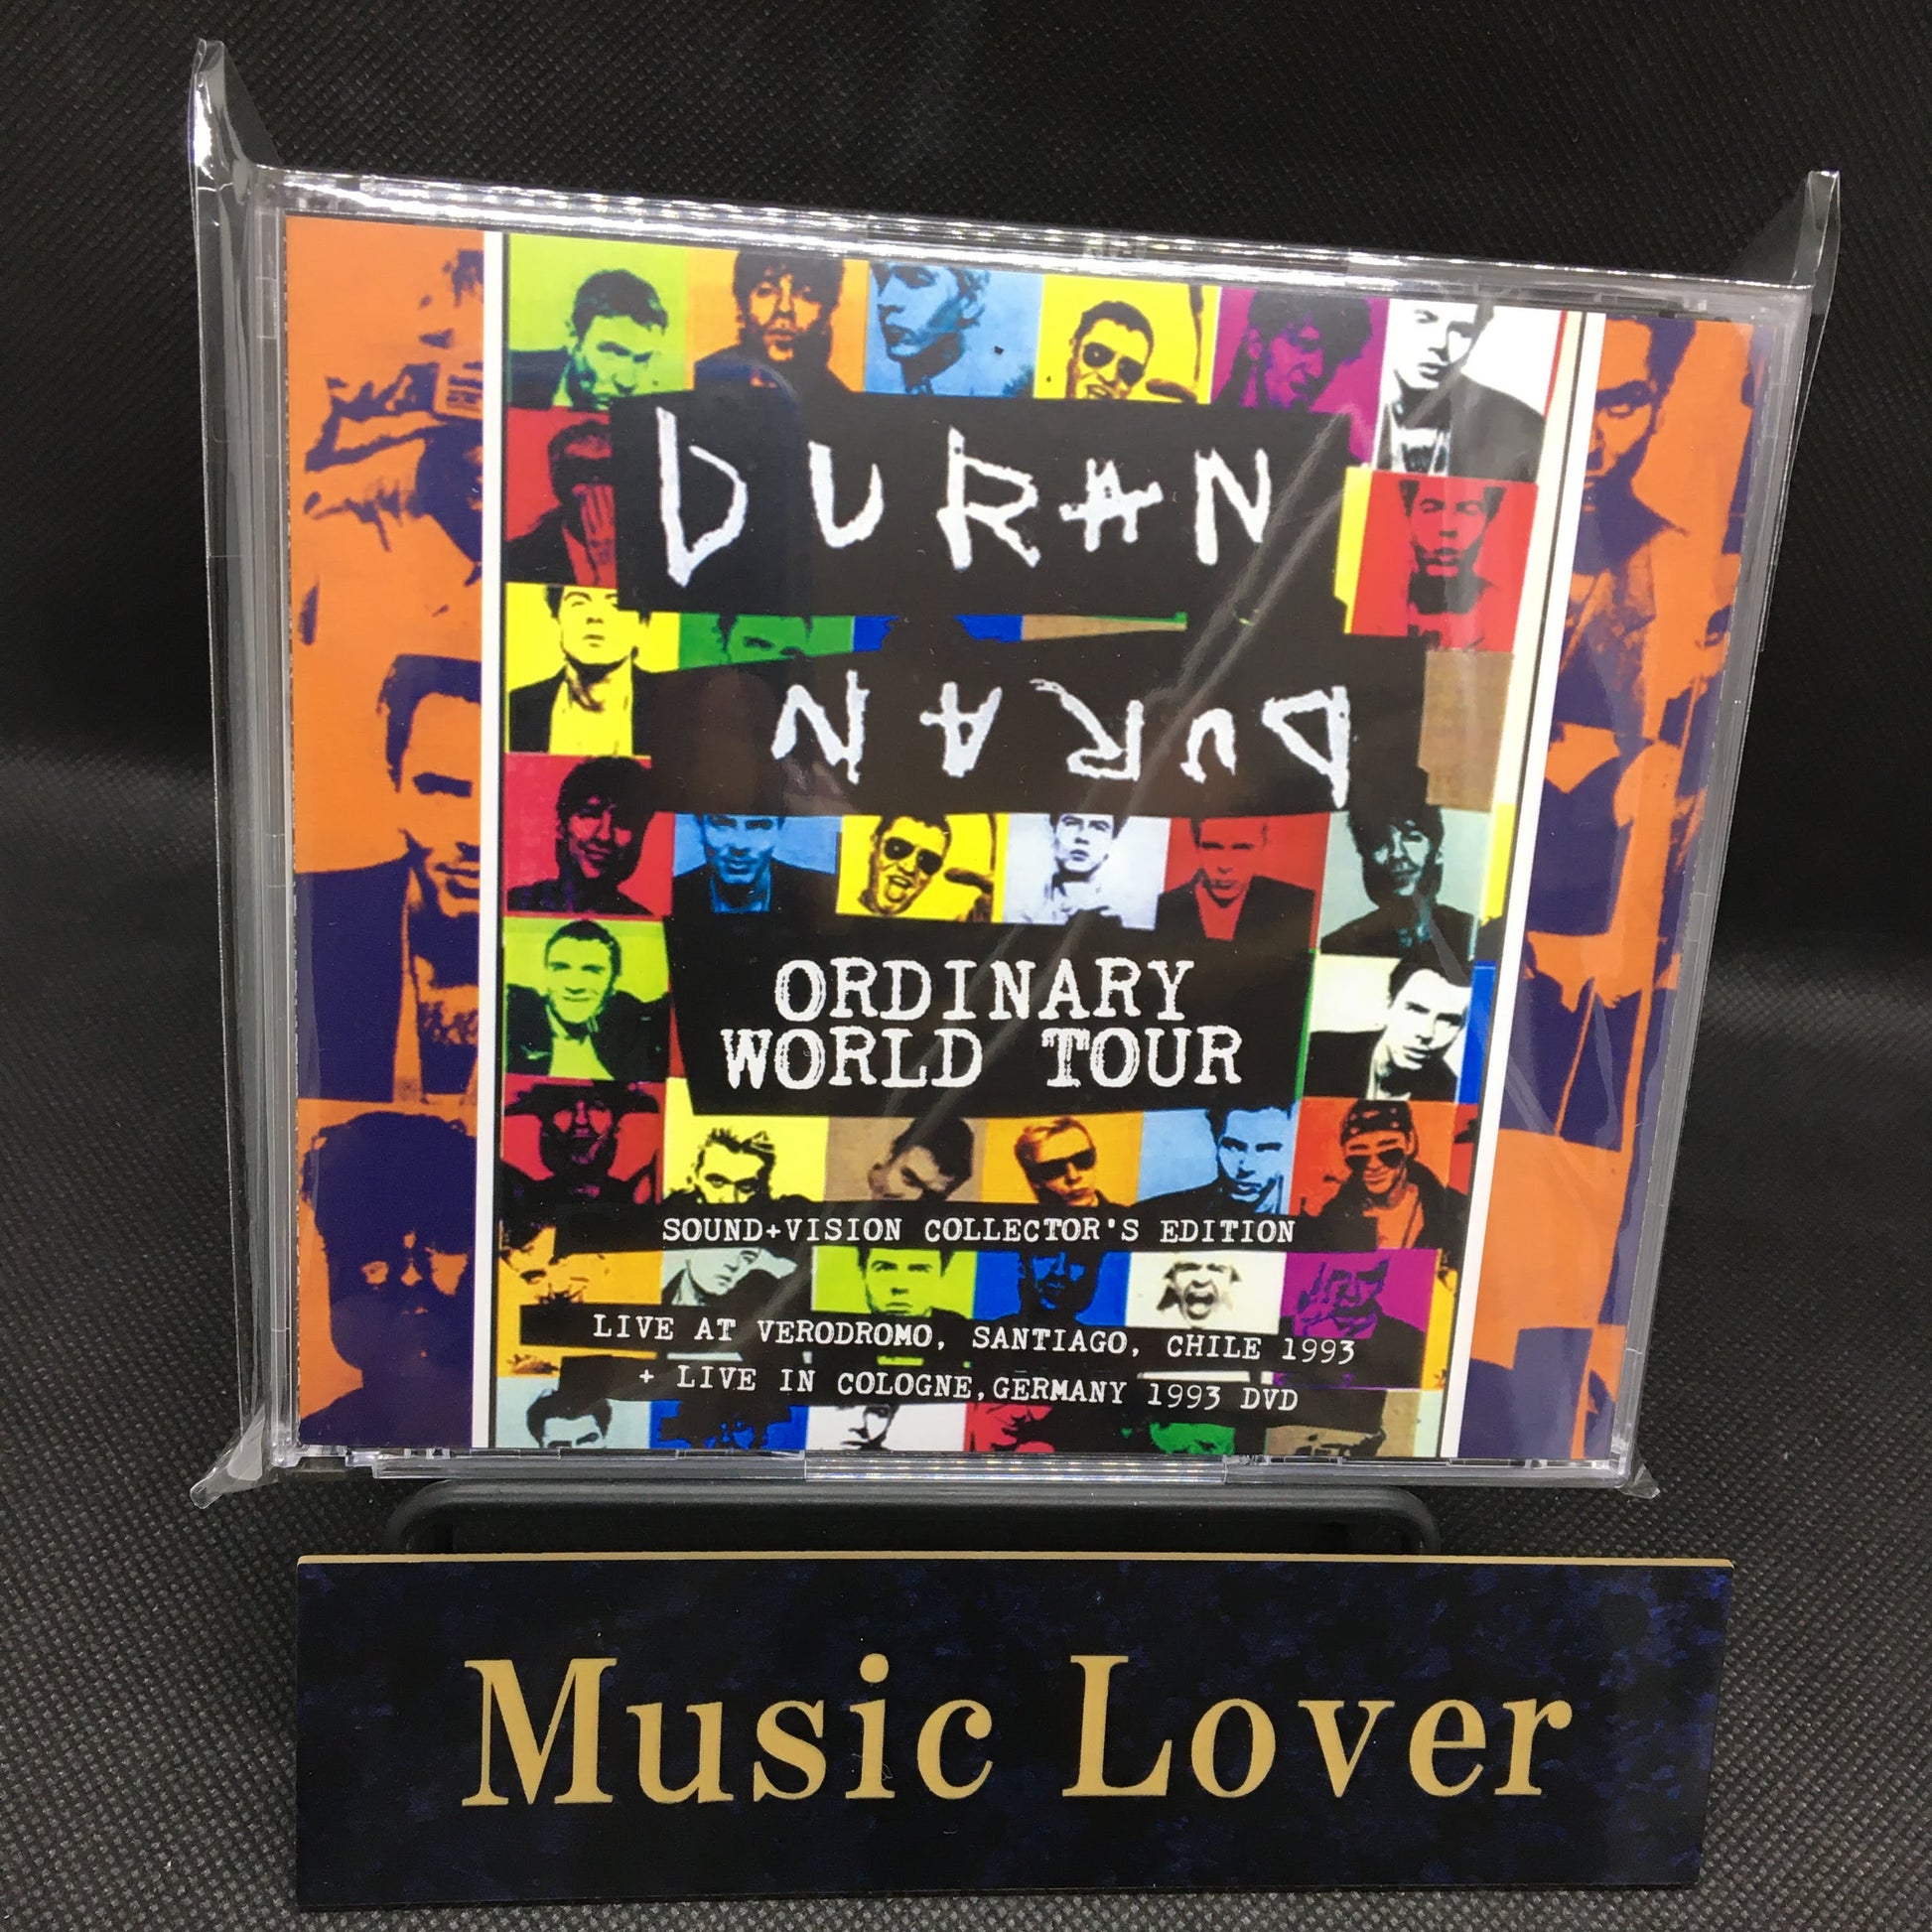 DURAN
DURAN
ORDINARY
WORLD TOUR
SOUND+VISION COLLECTOR'S EDITION
LIVE AT VERODROMO, SANTIAGO, CHILE 1993
+ LIVE IN COLOGNE,GERMANY 1993 DVD
Music Lover